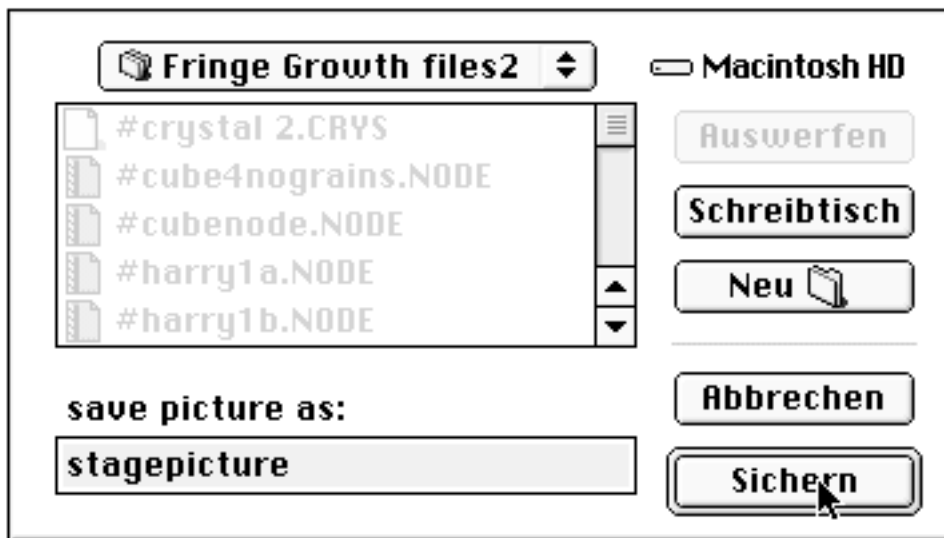 Fringe Growth files2
Macintosh HD
#crystal 2.CRYS
#cube4nograins.NODE
#cubenode.NODE
#harry1a.NODE
#harry1b.NODE
Auswerfen
Schreibtisch
Neu
save picture as:
stagepicture
Abbrechen
Sichern